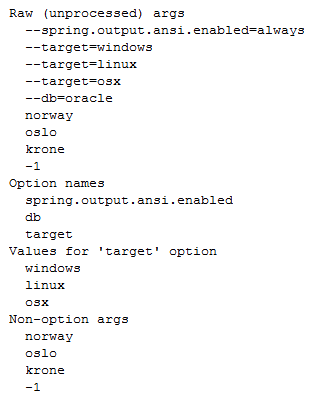 Raw (unprocessed) args
--spring.output.ansi.enabled=always
--target=windows
--target=linux
--target=osx
--db=oracle
norway
oslo
krone
-1
Option names
spring.output.ansi.enabled
db
target
Values for 'target' option
windows
linux
osx
Non-option args
norway
oslo
krone
-1